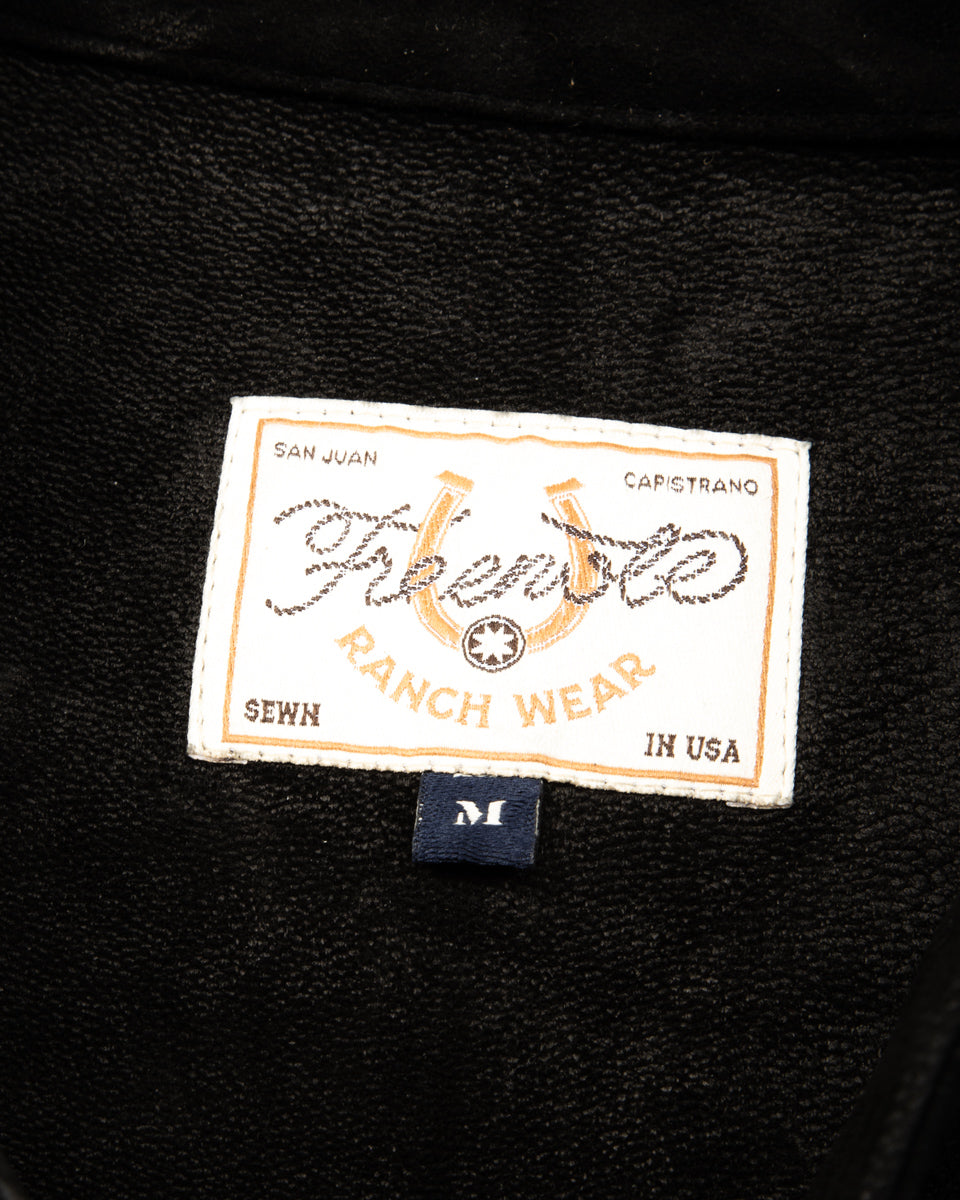 SAN JUAN
CAPISTRANO
Freenote
RANCH WEAR
SEWN
IN USA
M